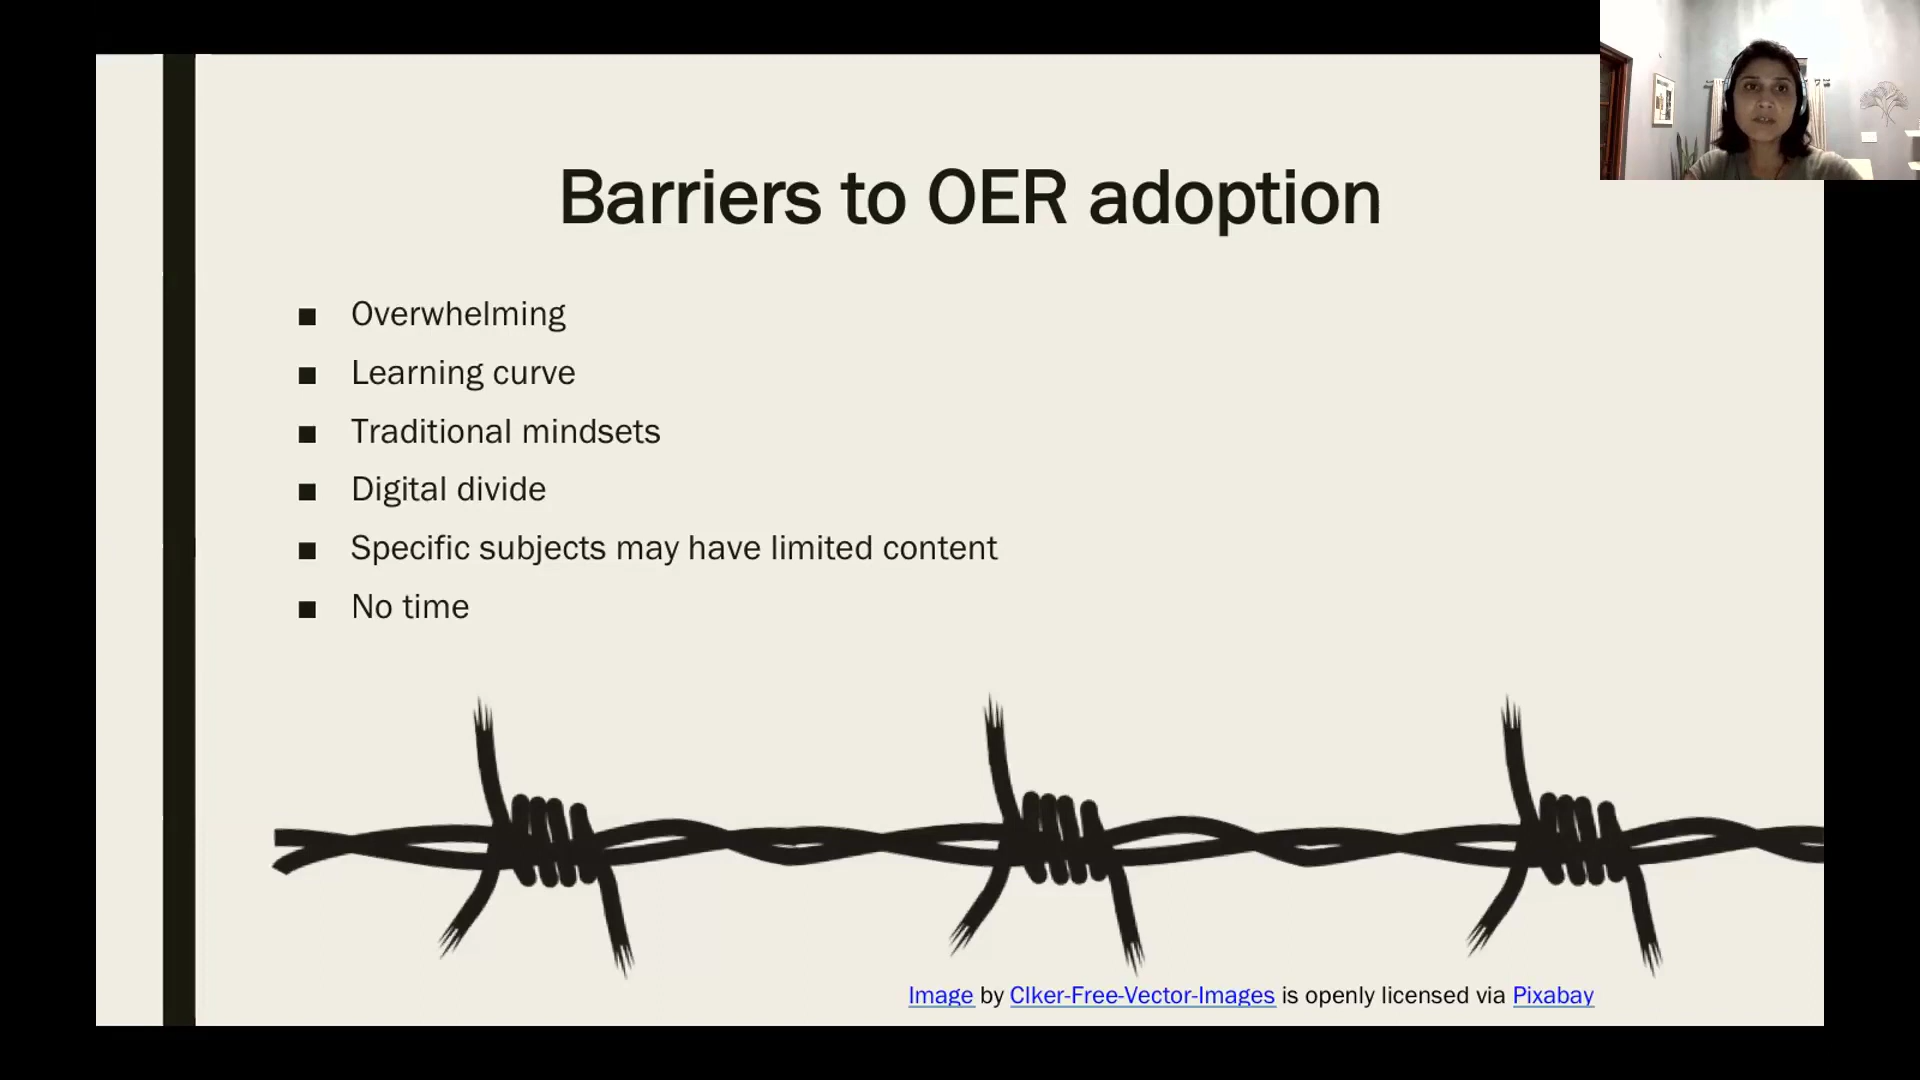 Barriers to OER adoption
■ Overwhelming
■ Learning curve
■ Traditional mindsets
■ Digital divide
■ Specific subjects may have limited content
■ No time
Image by Clker-Free-Vector-Images is openly licensed via Pixabay